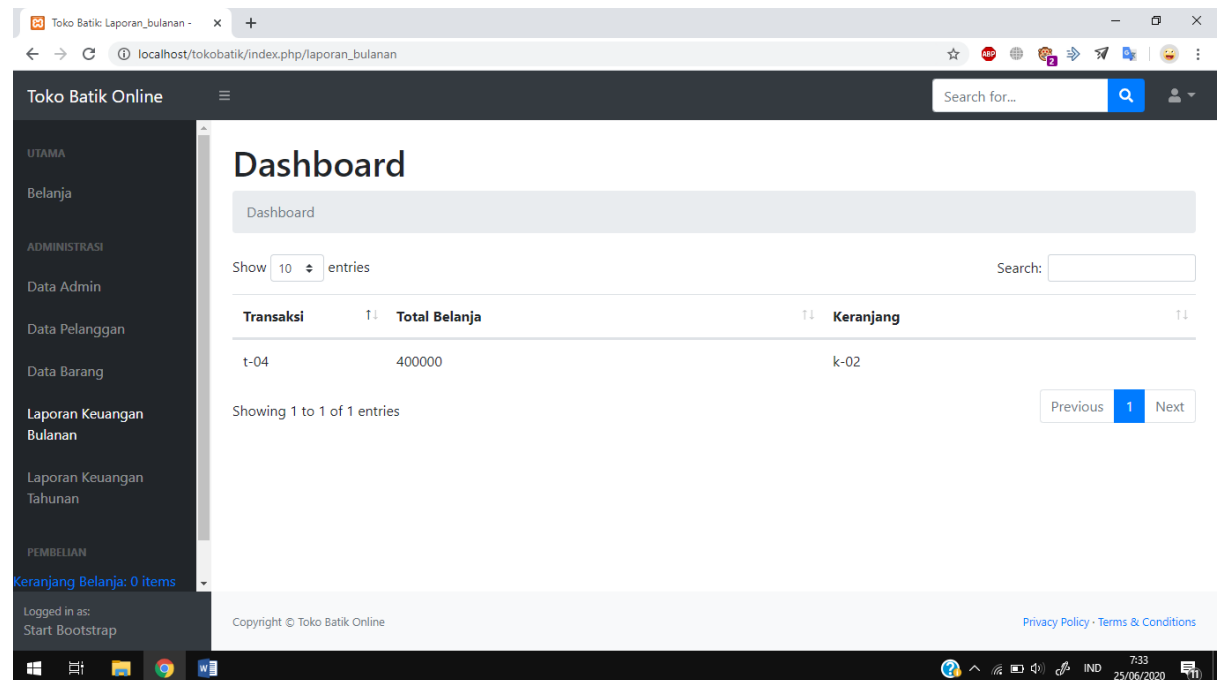 Toko Batik: Laporan_bulanan -
localhost/tokobatik/index.php/laporan_bulanan
ABP
2
Toko Batik Online
Search for...
UTAMA
Belanja
ADMINISTRASI
Data Admin
Data Pelanggan
Data Barang
Laporan Keuangan
Bulanan
Laporan Keuangan
Tahunan
PEMBELIAN
Keranjang Belanja: 0 items
Logged in as:
Start Bootstrap
Dashboard
Dashboard
Show 10 entries
Search:
Transaksi Total Belanja Keranjang
t-04 400000 k-02
Showing 1 to 1 of 1 entries
Previous 1 Next
Copyright © Toko Batik Online
Privacy Policy · Terms & Conditions
W
IND
7:33
25/06/2020
11